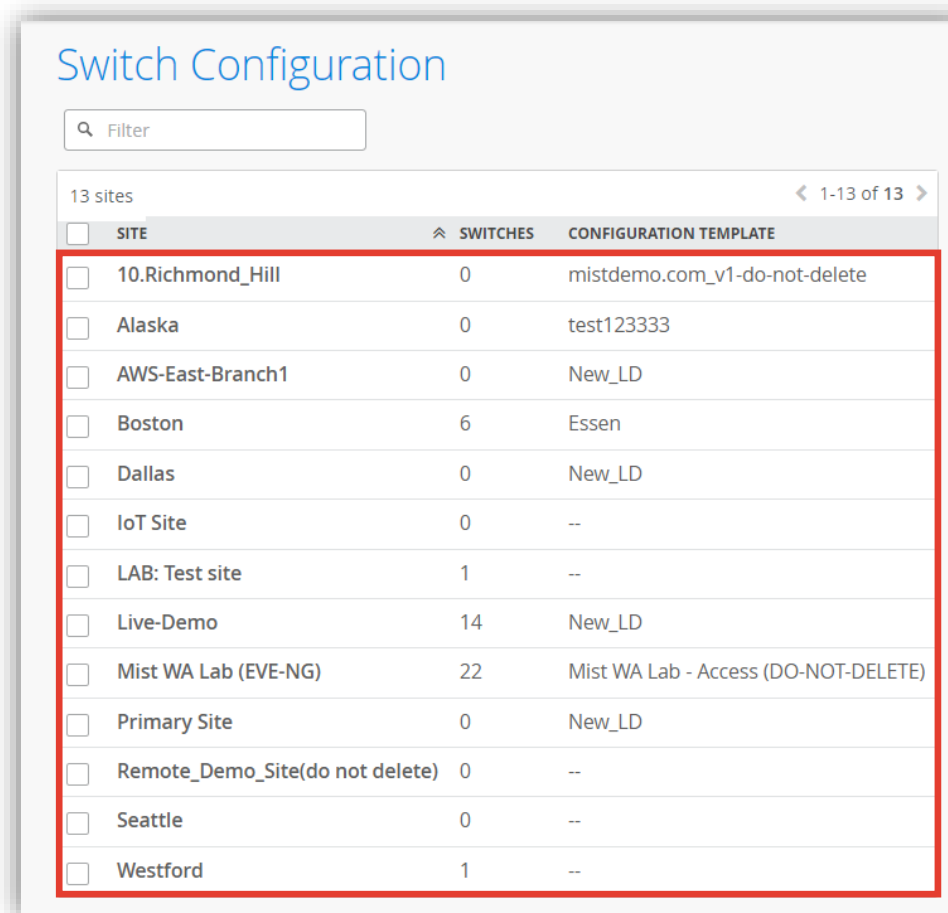 Switch Configuration
Filter
13 sites 1-13 of 13
SITE SWITCHES CONFIGURATION TEMPLATE
10.Richmond_Hill 0 mistdemo.com_v1-do-not-delete
Alaska 0 test123333
AWS-East-Branch1 0 New_LD
Boston 6 Essen
Dallas 0 New_LD
IoT Site 0 --
LAB: Test site 1 --
Live-Demo 14 New_LD
Mist WA Lab (EVE-NG) 22 Mist WA Lab - Access (DO-NOT-DELETE)
Primary Site 0 New_LD
Remote_Demo_Site(do not delete) 0 --
Seattle 0 --
Westford 1 --